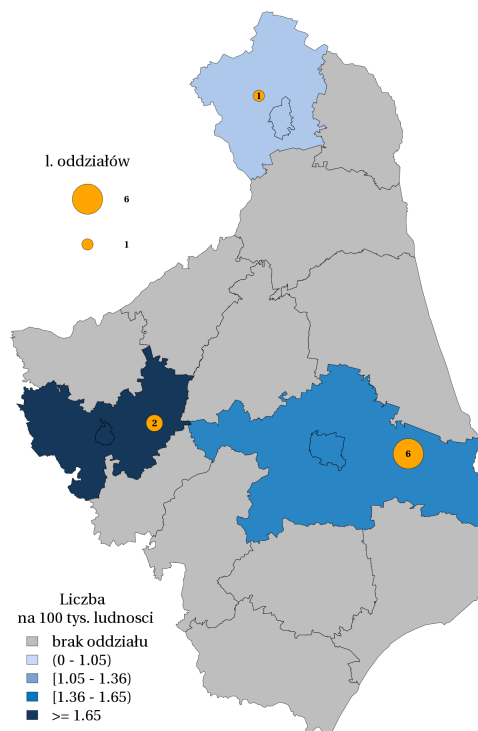 1
l. oddziałów
6
1
2
6
Liczba
na 100 tys. ludnosci
brak oddziału
(0 - 1.05)
[1.05 - 1.36)
[1.36 - 1.65)
>= 1.65